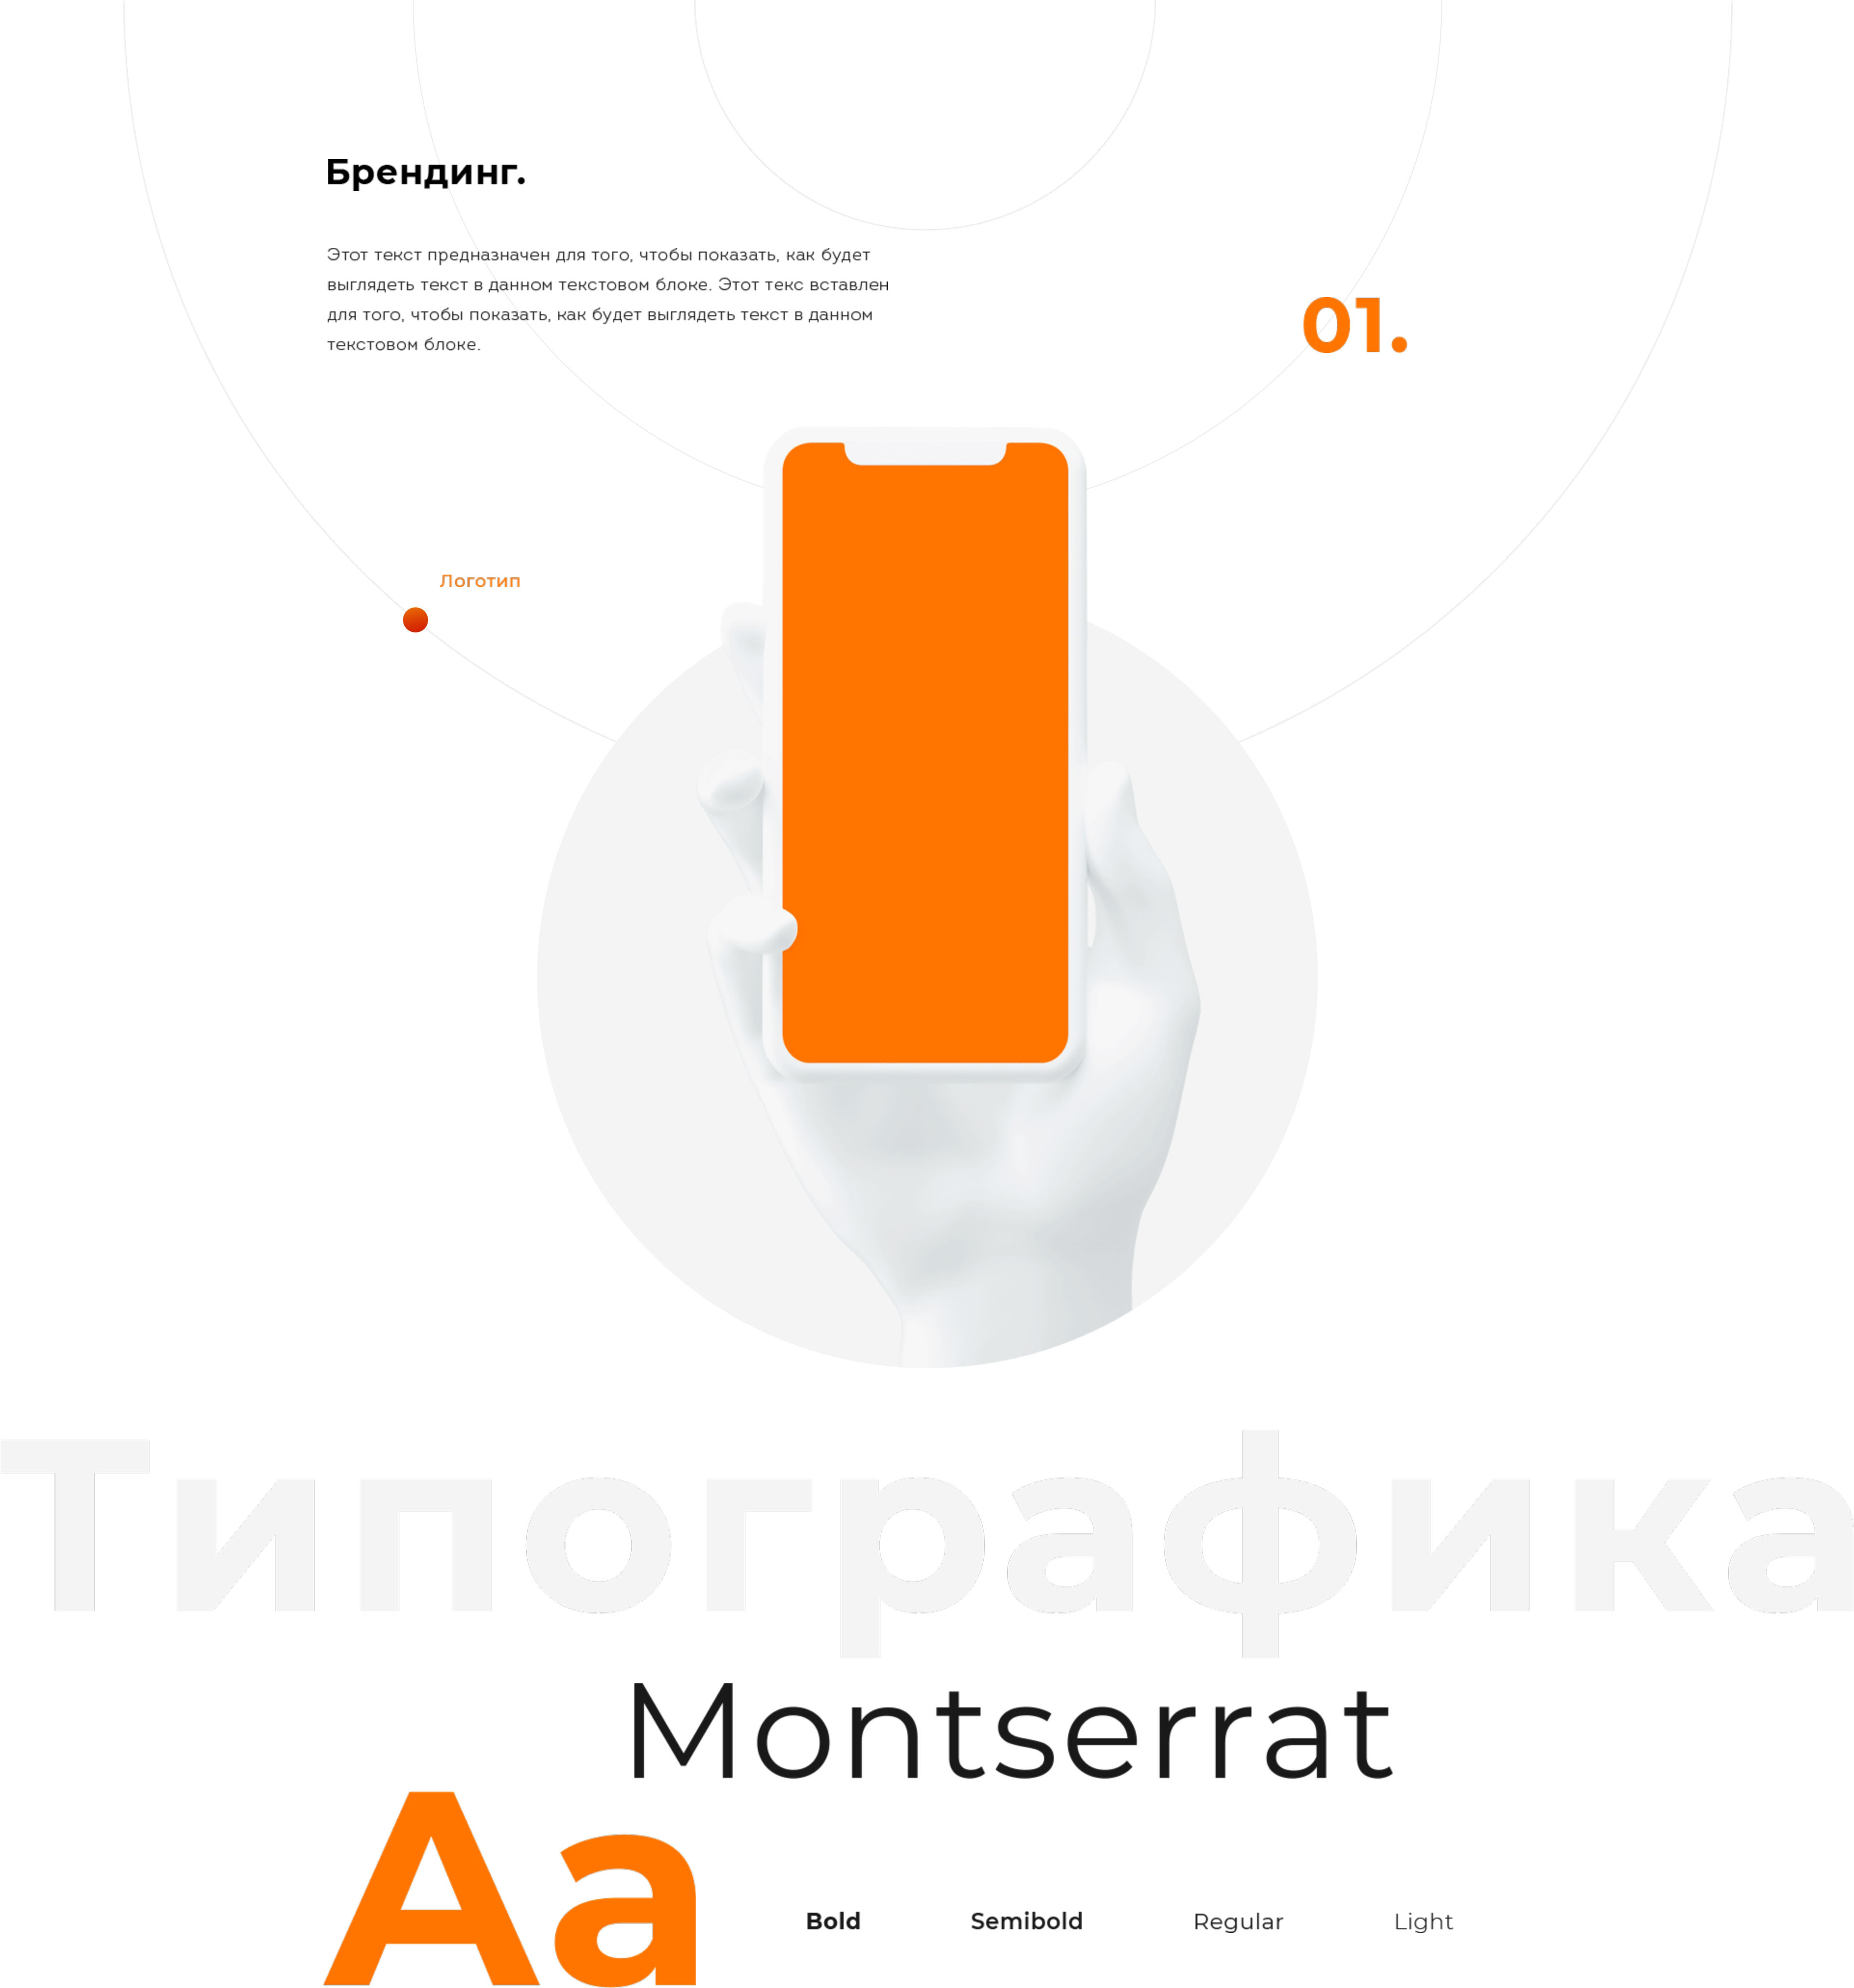 Брендинг.
Этот текст предназначен для того, чтобы показать, как будет
выглядеть текст в данном текстовом блоке. Этот текс вставлен
для того, чтобы показать, как будет выглядеть текст в данном
текстовом блоке.
01.
Логотип
Типографика
Montserrat
Aa
Bold Semibold Regular Light